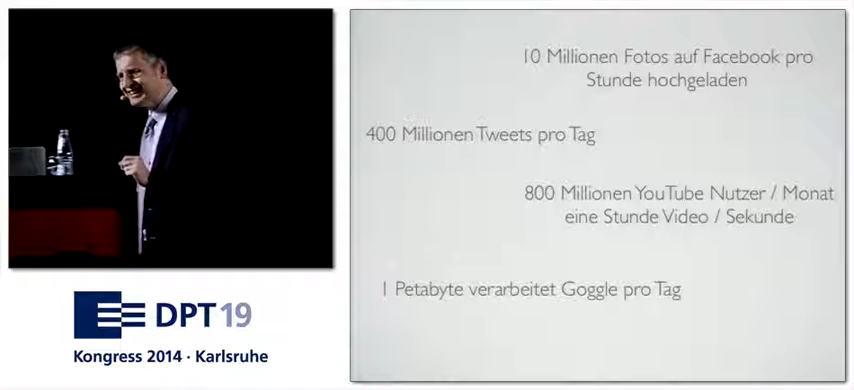 10 Millionen Fotos auf Facebook pro
Stunde hochgeladen
400 Millionen Tweets pro Tag
800 Millionen YouTube Nutzer / Monat
eine Stunde Video / Sekunde
1 Petabyte verarbeitet Goggle pro Tag
DPT 19
Kongress 2014 · Karlsruhe